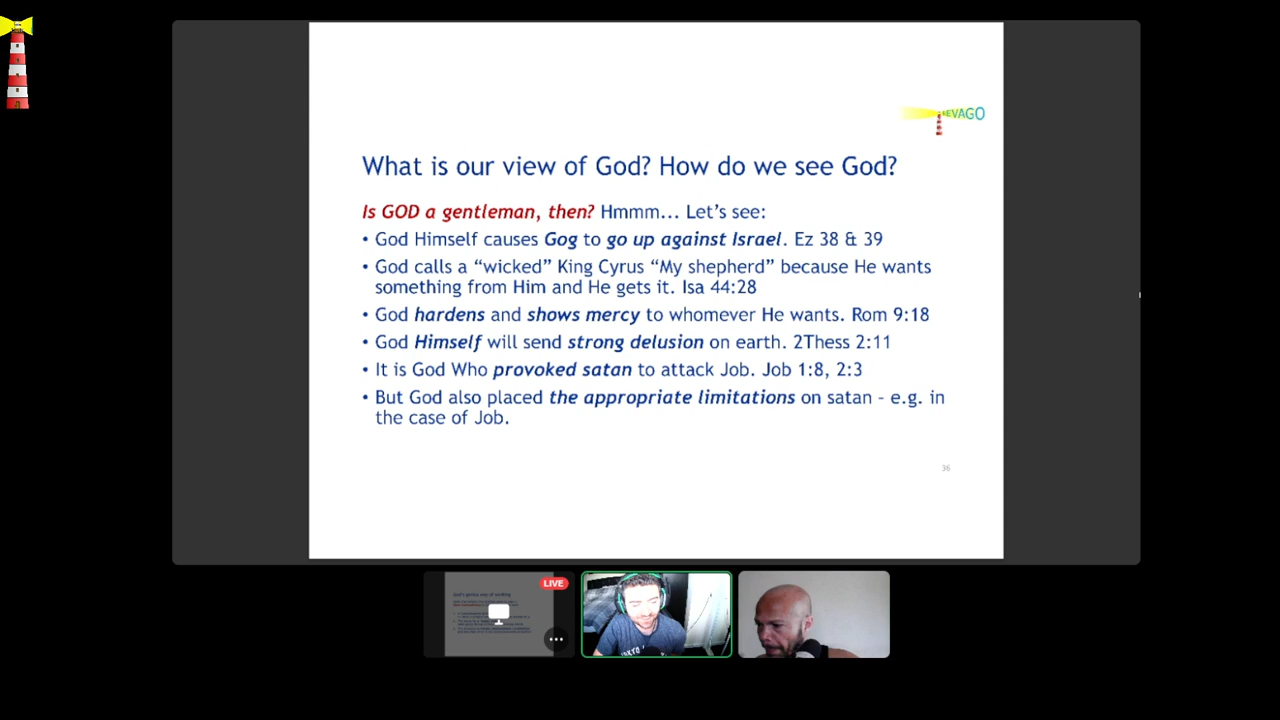 EVAGO
What is our view of God? How do we see God?
Is GOD a gentleman, then? Hmmm... Let's see:
• God Himself causes Gog to go up against Israel. Ez 38 & 39
• God calls a “wicked” King Cyrus “My shepherd” because He wants
something from Him and He gets it. Isa 44:28
• God hardens and shows mercy to whomever He wants. Rom 9:18
• God Himself will send strong delusion on earth. 2Thess 2:11
• It is God Who provoked satan to attack Job. Job 1:8, 2:3
• But God also placed the appropriate limitations on satan – e.g. in
the case of Job.
36
LIVE